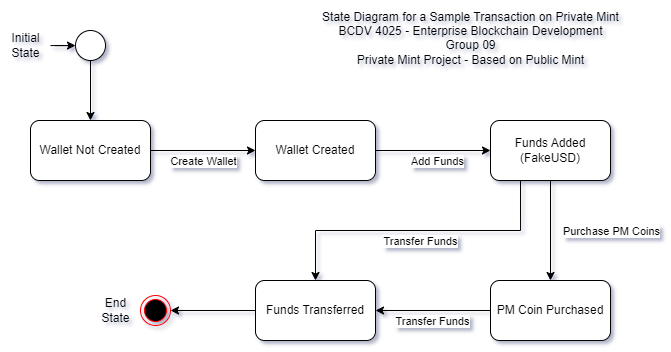 State Diagram for a Sample Transaction on Private Mint
BCDV 4025 - Enterprise Blockchain Development
Group 09
Private Mint Project - Based on Public Mint
Initial
State
Wallet Not Created
Create Wallet
Wallet Created
Add Funds
Funds Added
(FakeUSD)
Transfer Funds
Purchase PM Coins
End
State
Funds Transferred
Transfer Funds
PM Coin Purchased